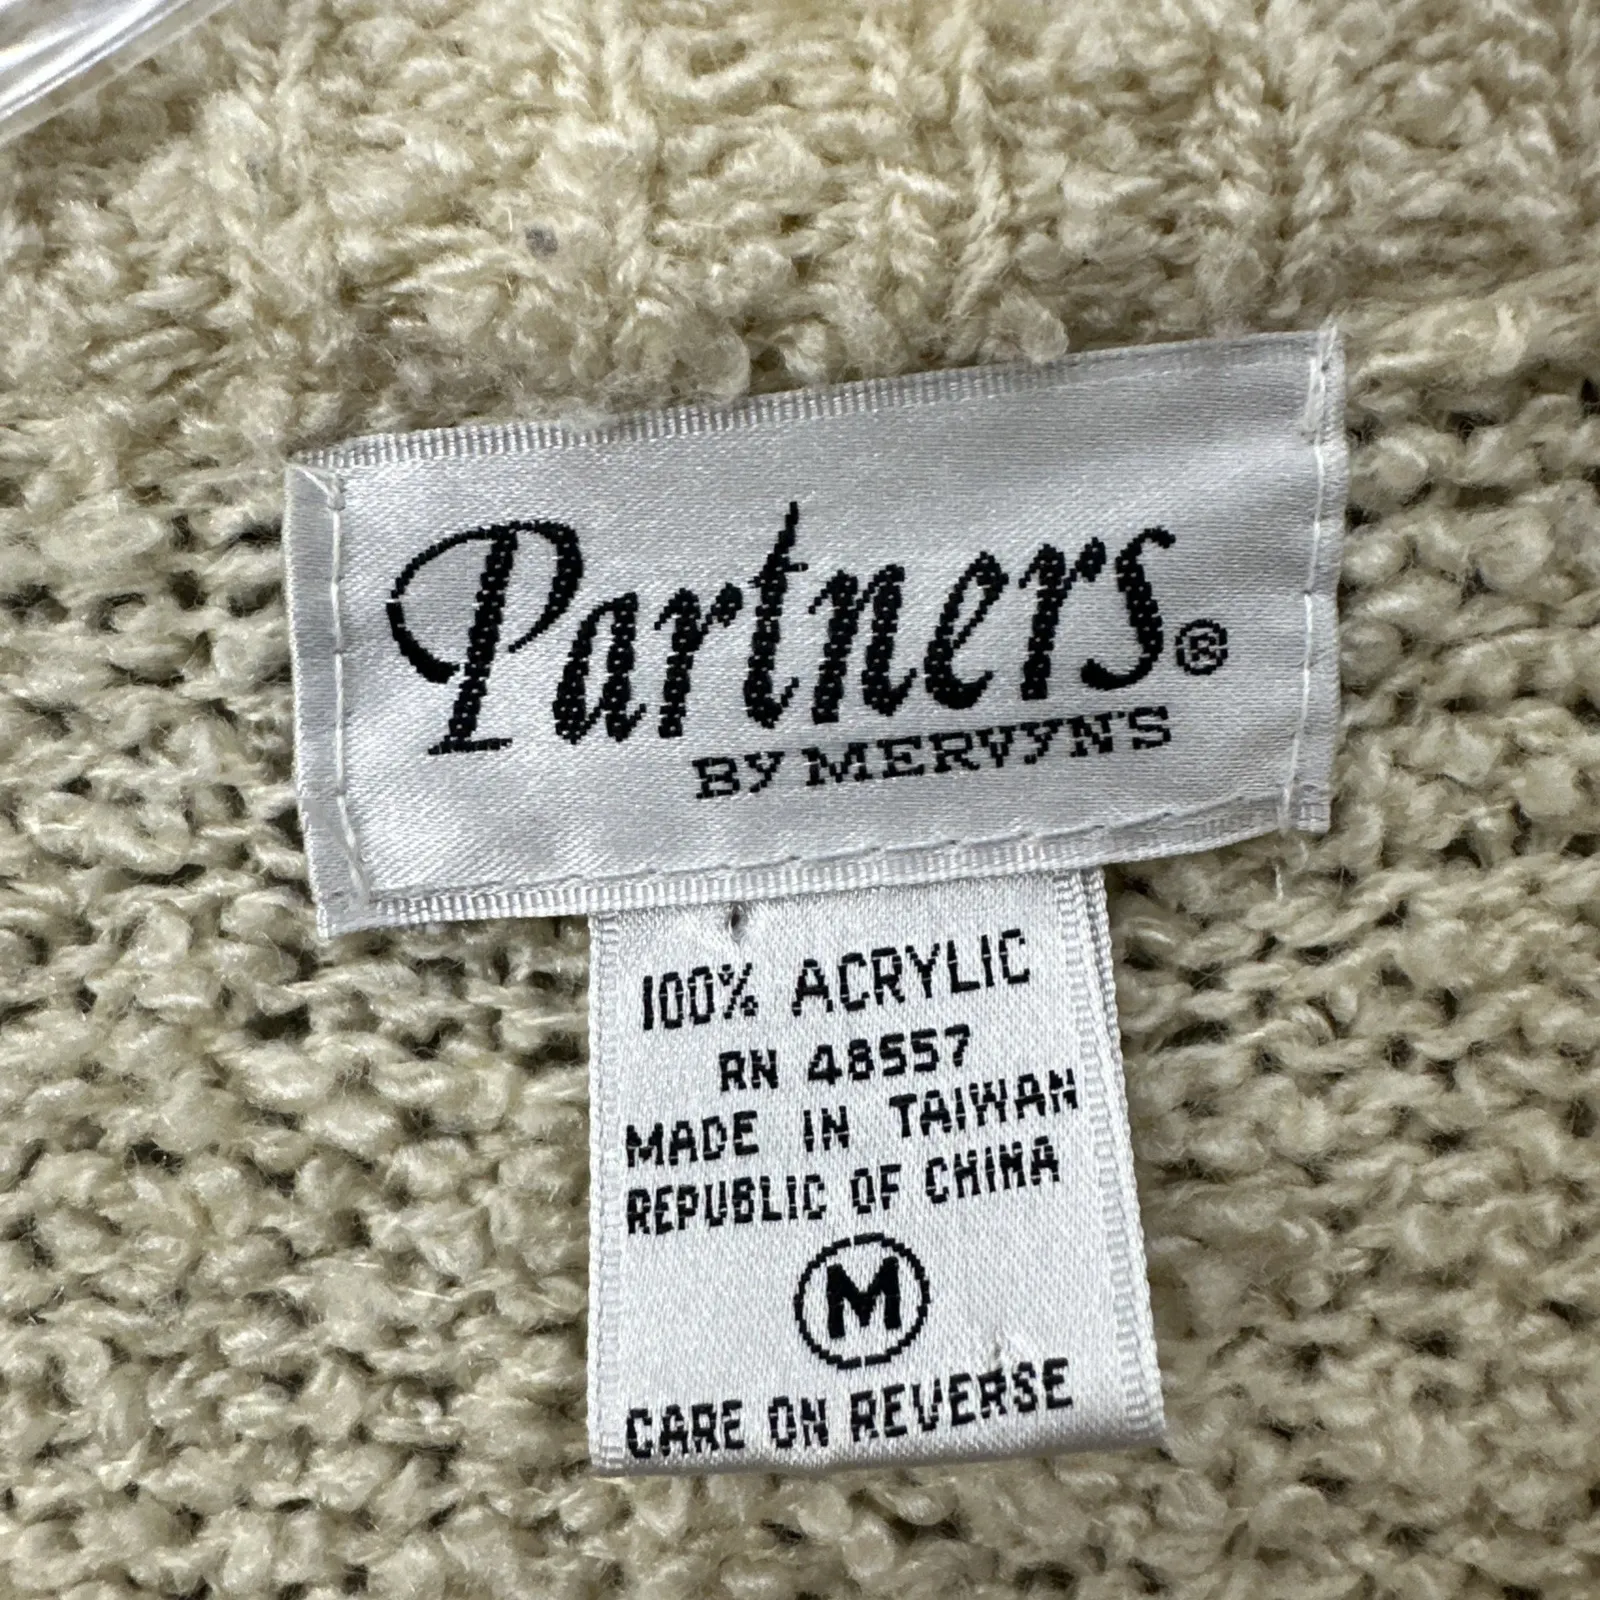 Partners®
BY MERVYN'S
100% ACRYLIC
RN 48557
MADE IN TAIWAN
REPUBLIC OF CHINA
M
CARE ON REVERSE